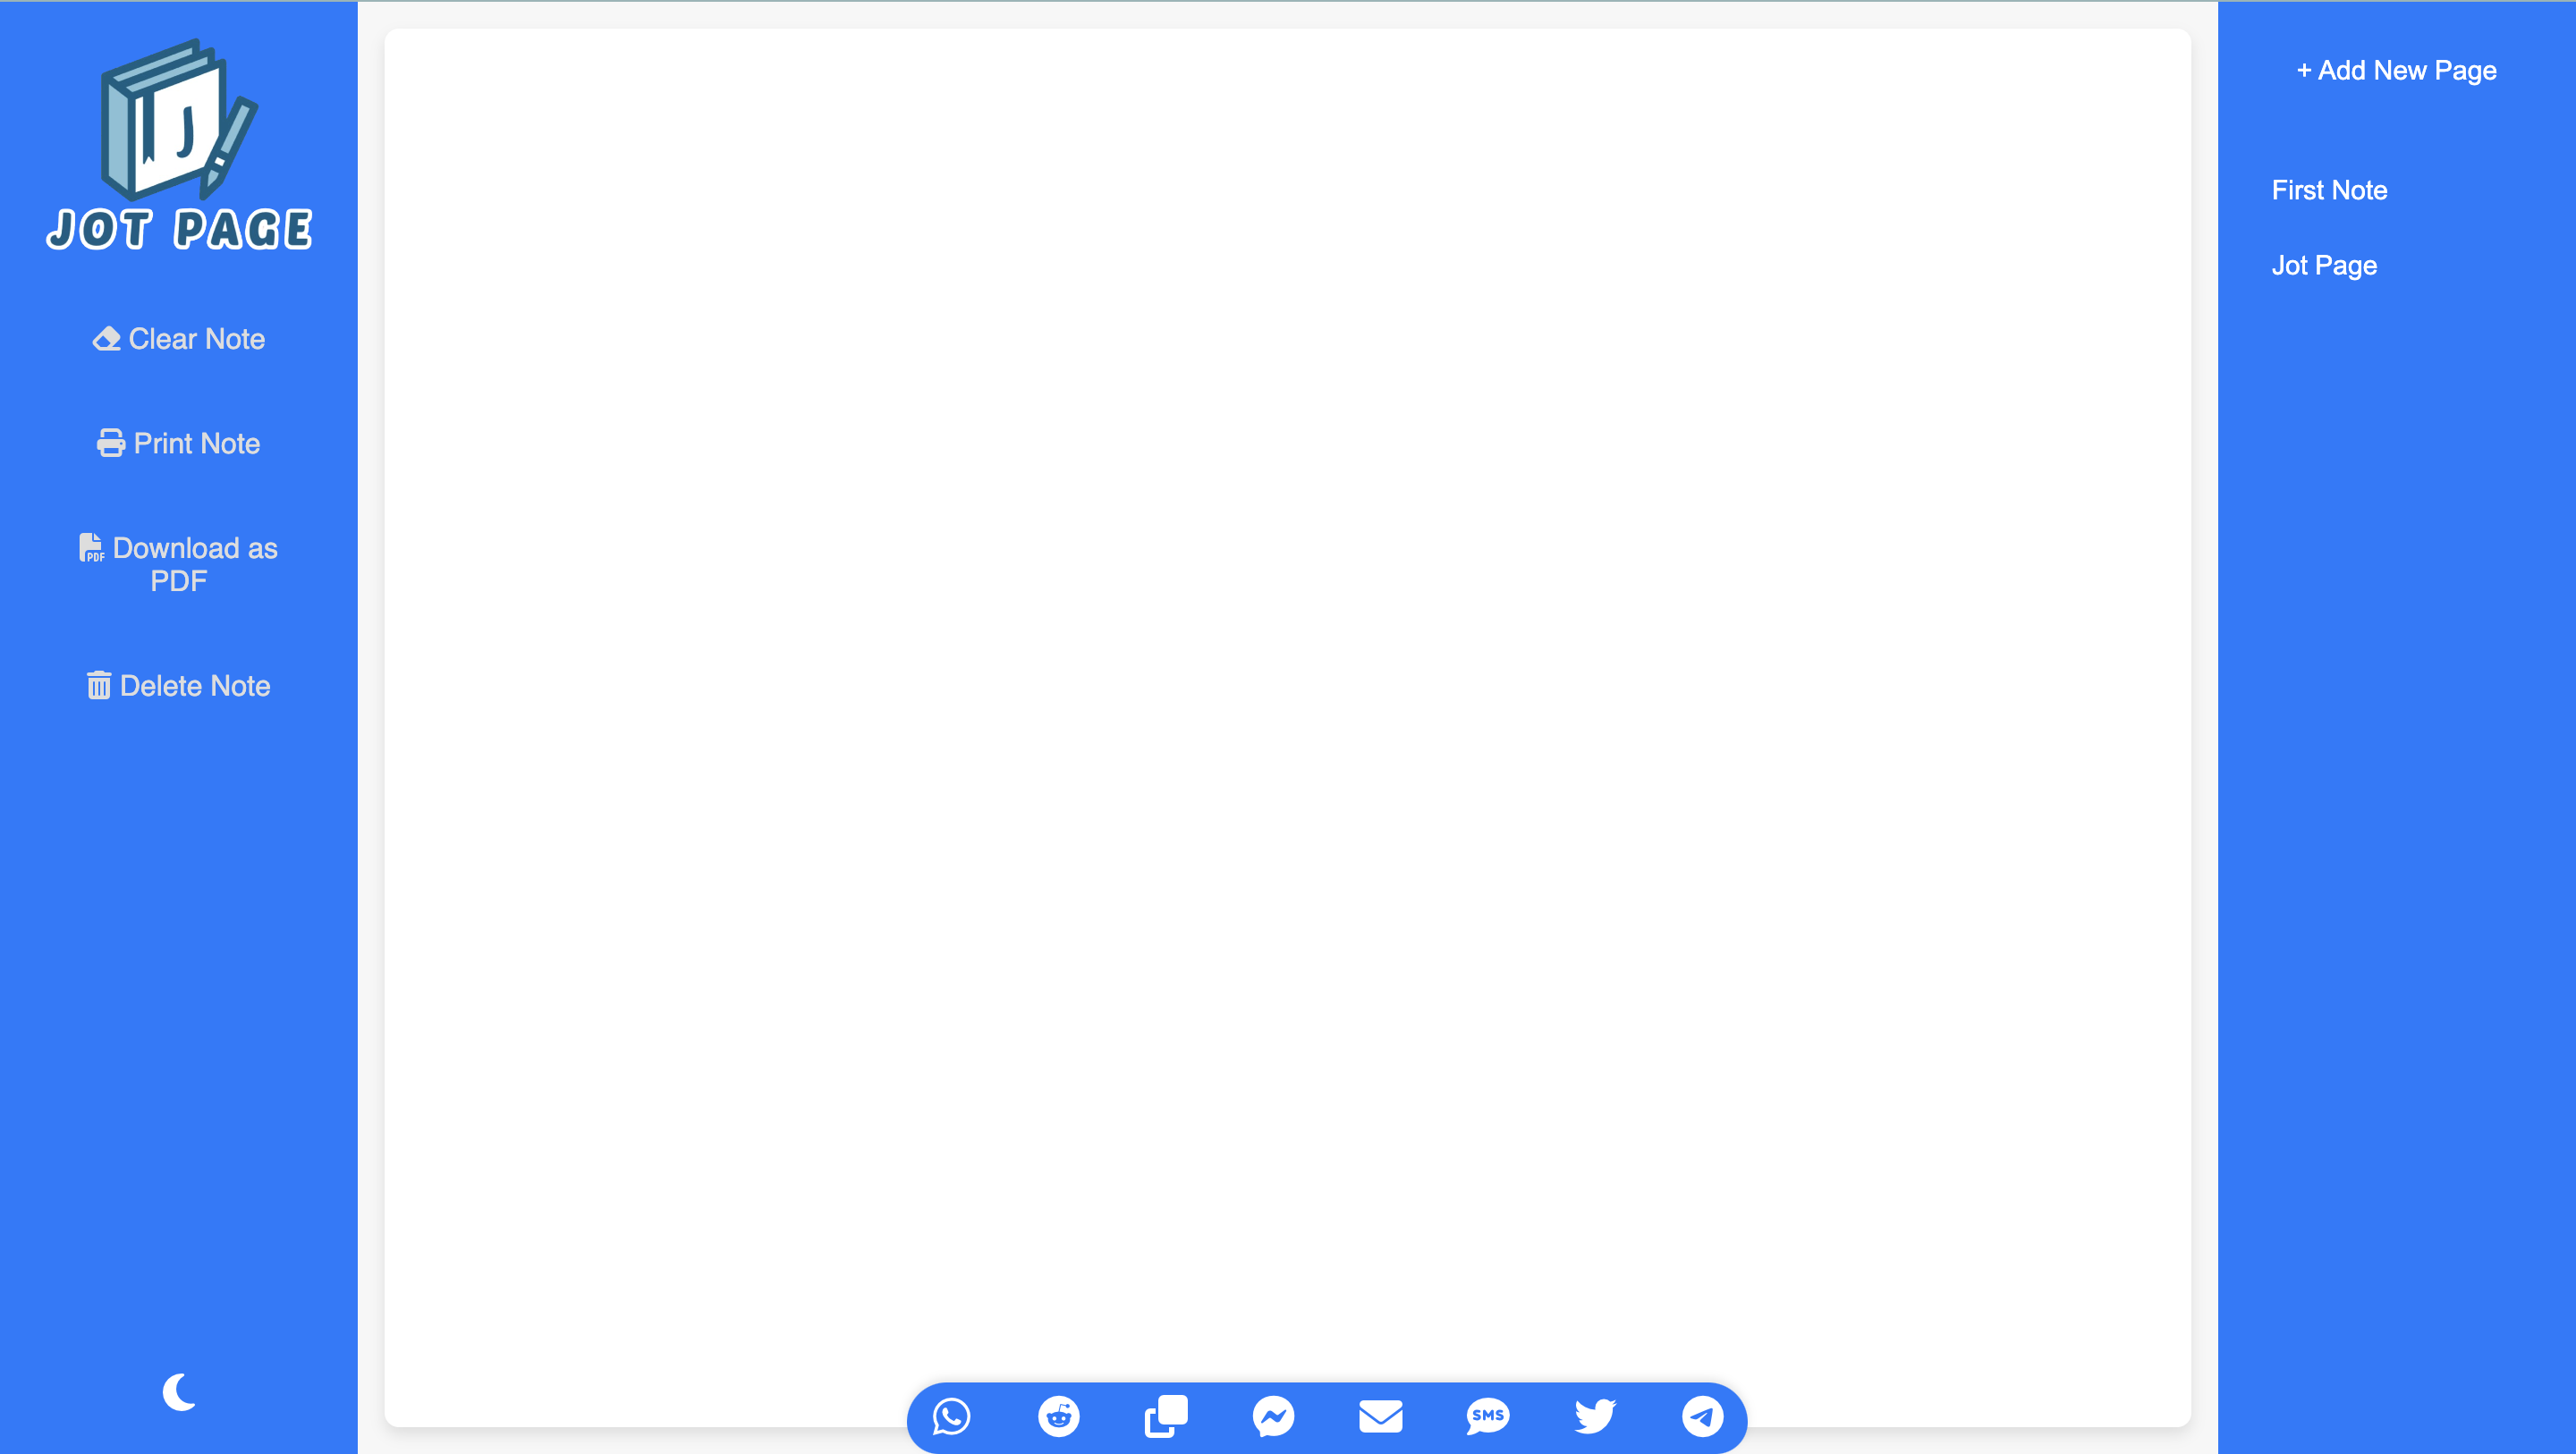 J
JOT PAGE
Clear Note
Print Note
PDF Download as
PDF
Delete Note
+ Add New Page
First Note
Jot Page
SMS